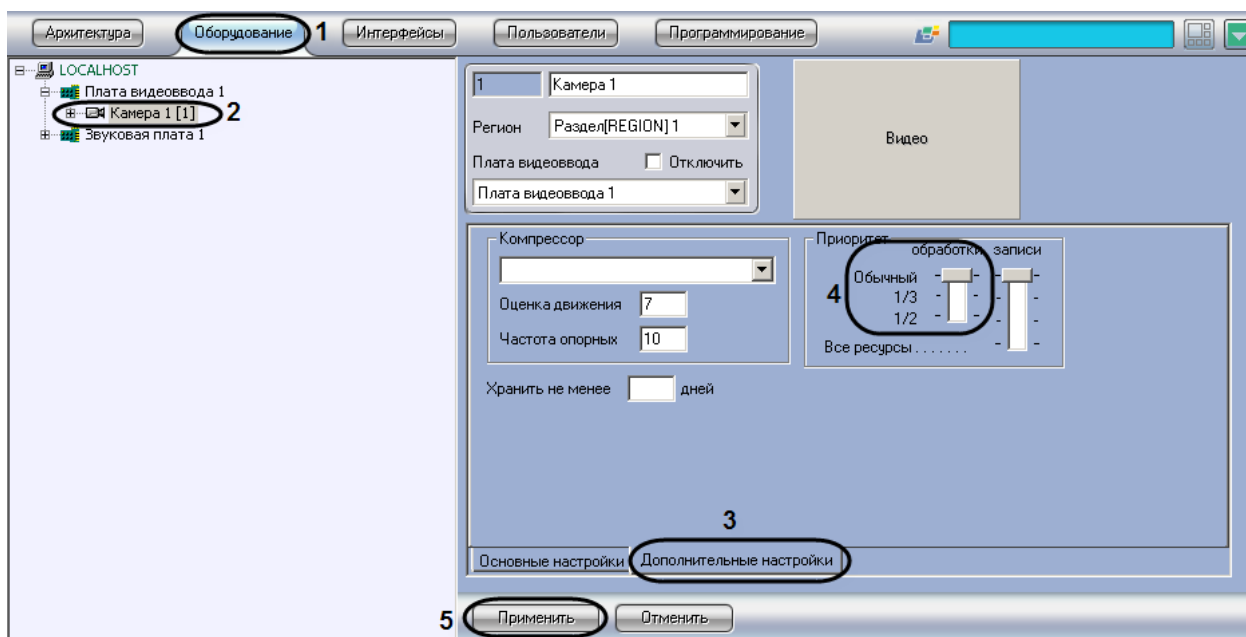 Архитектура Оборудование 1 Интерфейсы Пользователи Программирование
LOCALHOST
Плата видеоввода 1
Камера 1 [1] 2
Звуковая плата 1
1 Камера 1
Регион Раздел[REGION] 1
Плата видеоввода Отключить
Плата видеоввода 1
Видео
Компрессор
Оценка движения 7
Частота опорных 10
Хранить не менее дней
Приоритет
обработки записи
Обычный
4 1/3
1/2
Все ресурсы . . . . . . .
3
Основные настройки Дополнительные настройки
5 Применить Отменить